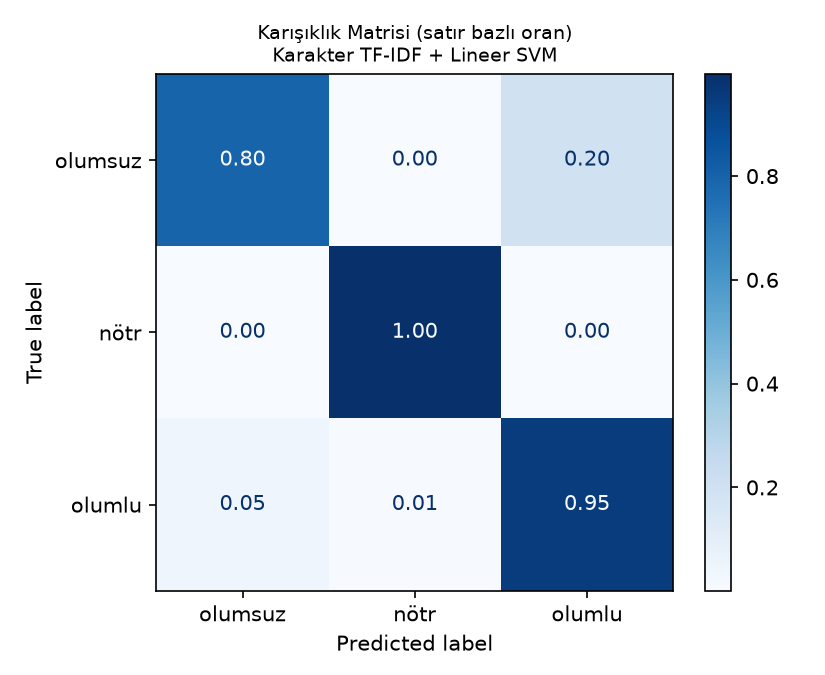 Karışıklık Matrisi (satır bazlı oran)
Karakter TF-IDF + Lineer SVM
True label
olumsuz
0.80
0.00
0.20
nötr
0.00
1.00
0.00
olumlu
0.05
0.01
0.95
olumsuz
nötr
olumlu
Predicted label
0.8
0.6
0.4
0.2